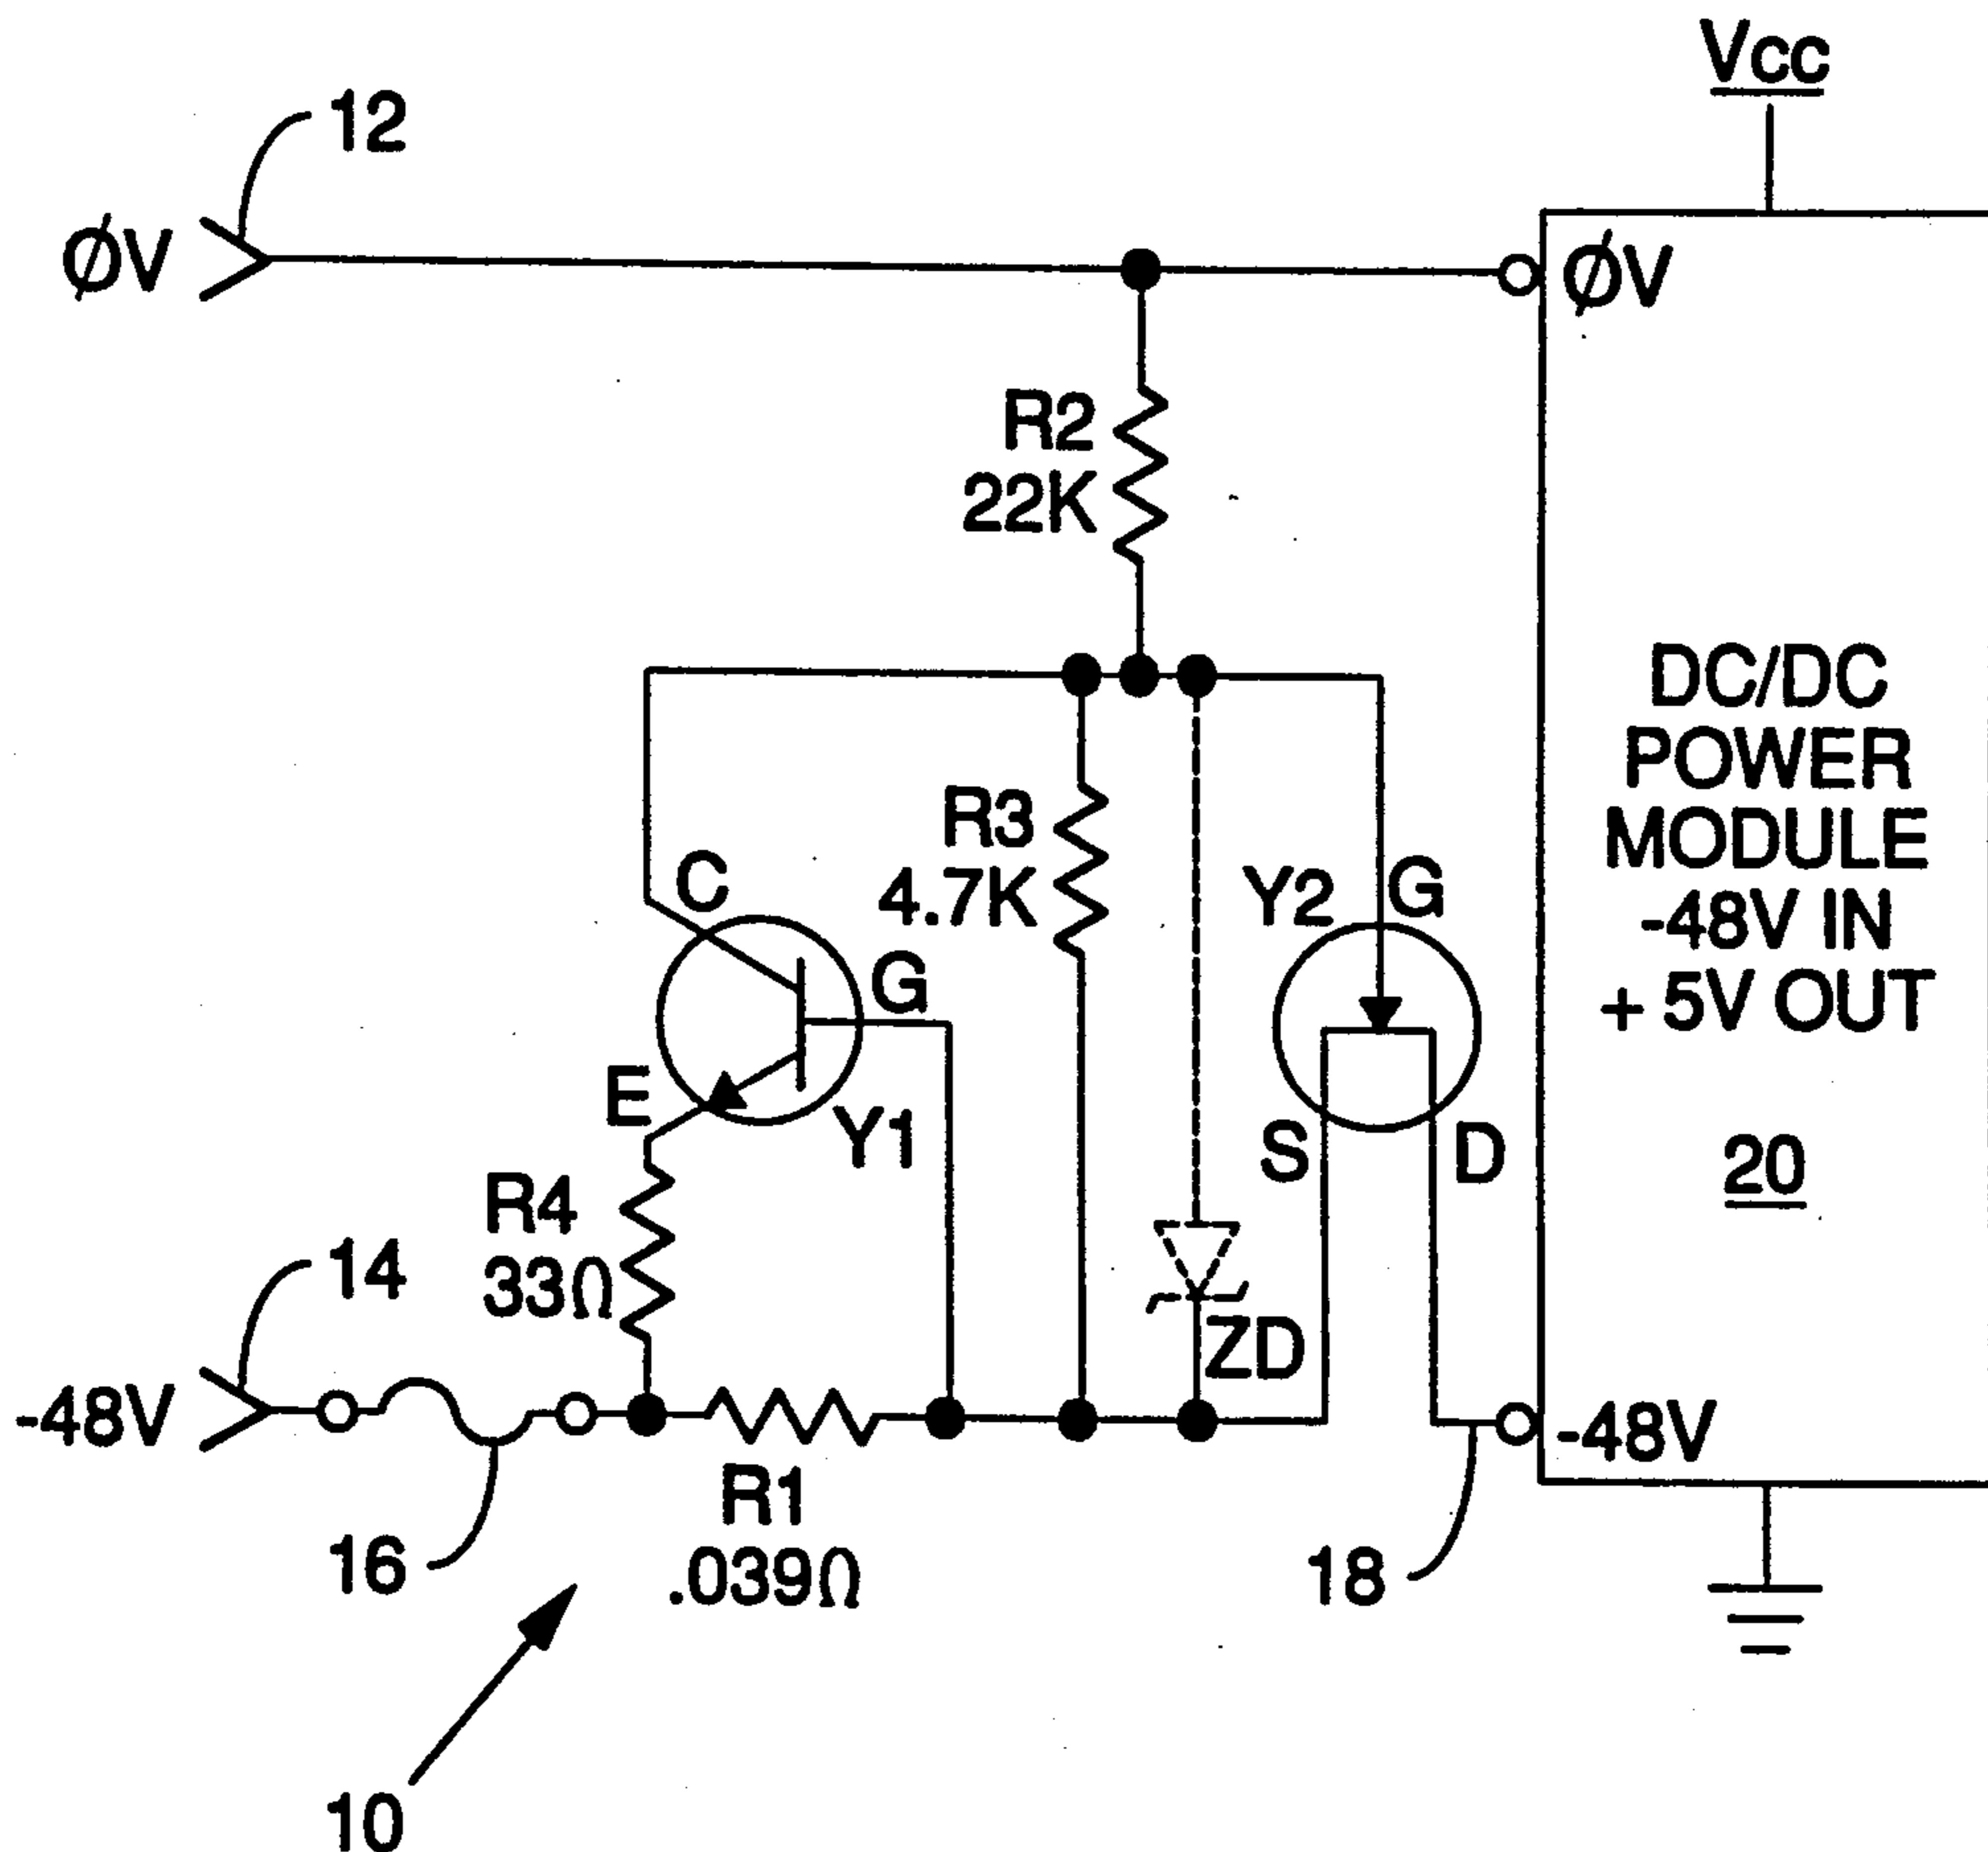 Vcc
12
ØV
ØV
R2
22K
DC/DC
POWER
MODULE
-48V IN
+5V OUT
20
R3
4.7K
C
G
E
Y1
Y2
G
S
D
R4
33Ω
14
-48V
ZD
-48V
R1
.039Ω
16
18
10